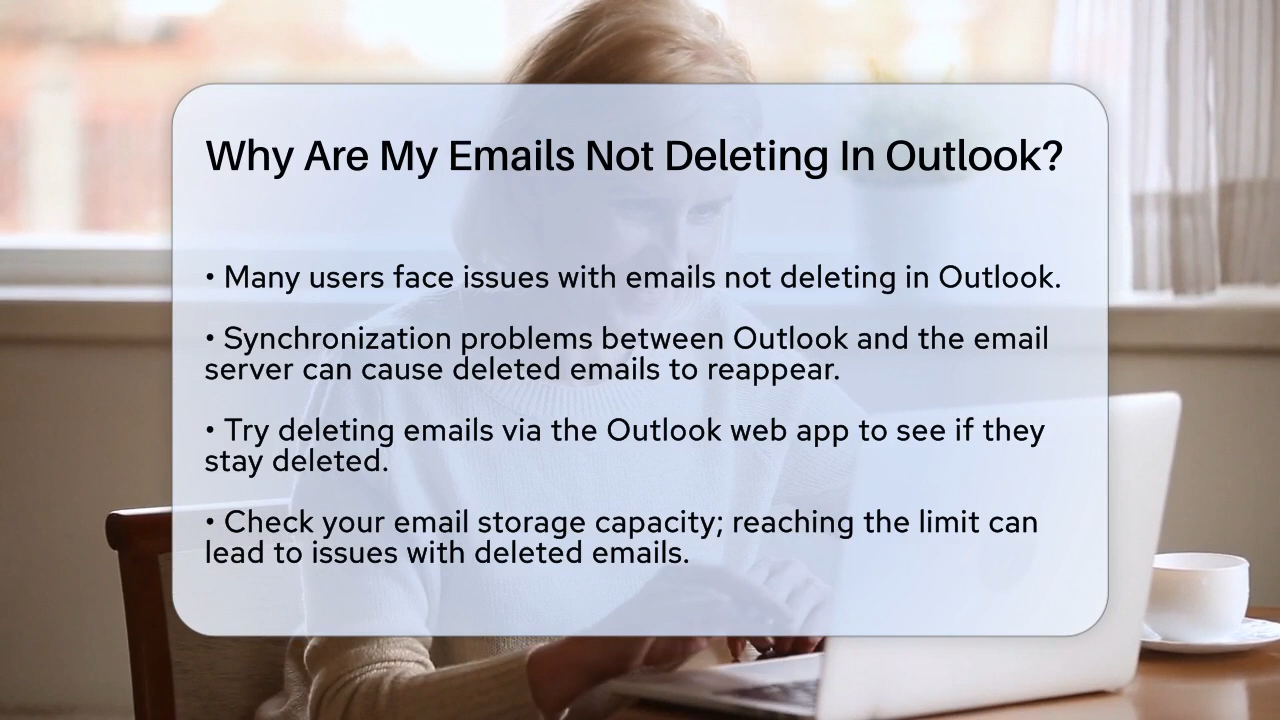 Why Are My Emails Not Deleting In Outlook?
• Many users face issues with emails not deleting in Outlook.
• Synchronization problems between Outlook and the email
server can cause deleted emails to reappear.
• Try deleting emails via the Outlook web app to see if they
stay deleted.
• Check your email storage capacity; reaching the limit can
lead to issues with deleted emails.